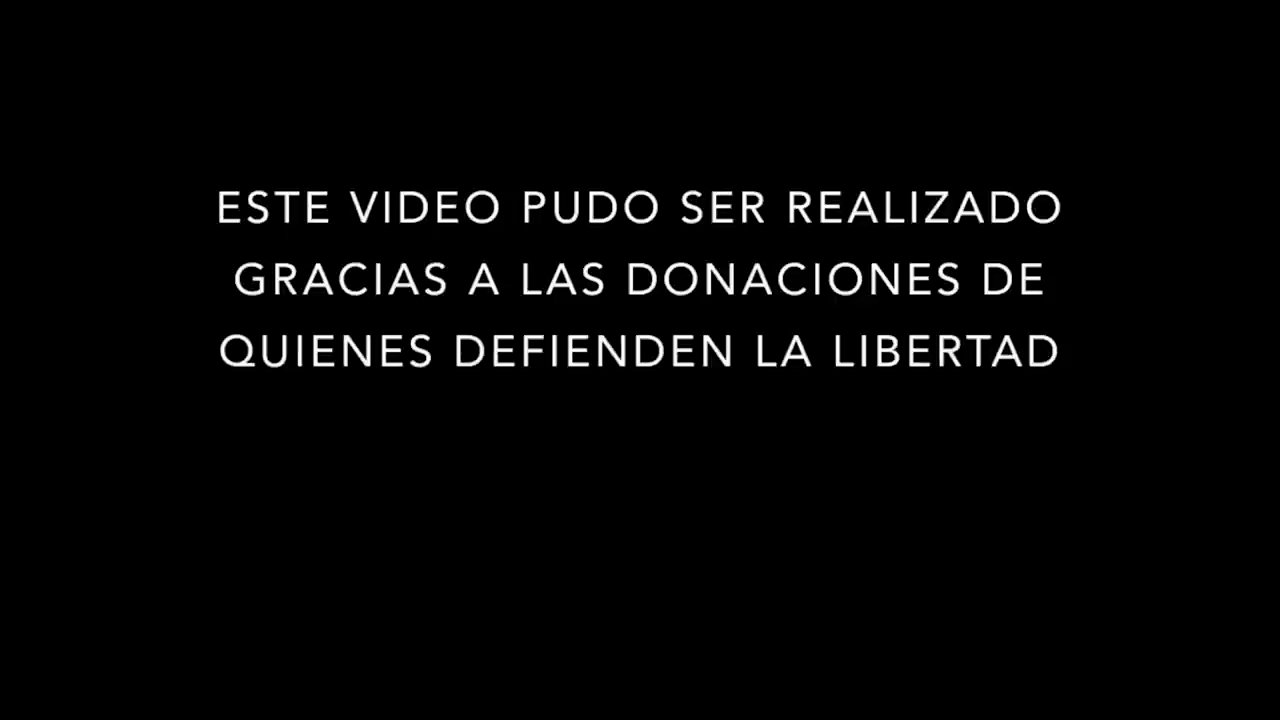 ESTE VIDEO PUDO SER REALIZADO
GRACIAS A LAS DONACIONES DE
QUIENES DEFIENDEN LA LIBERTAD